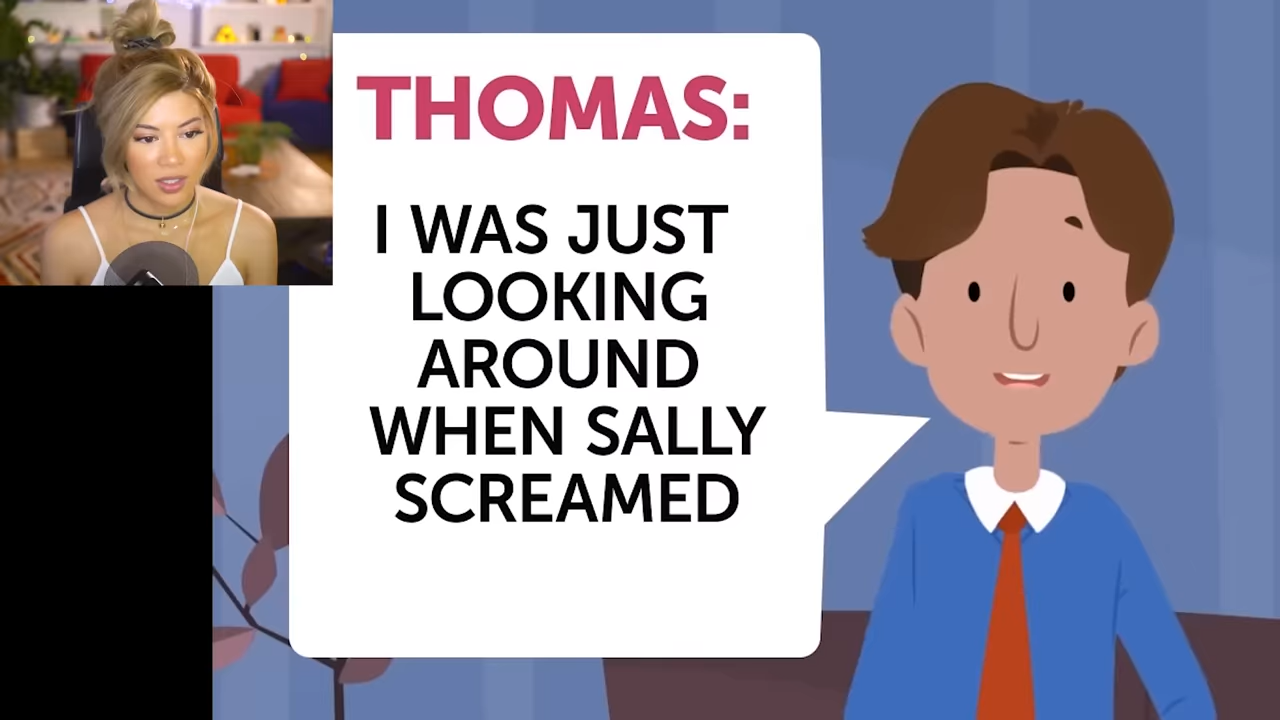 THOMAS:
I WAS JUST
LOOKING
AROUND
WHEN SALLY
SCREAMED